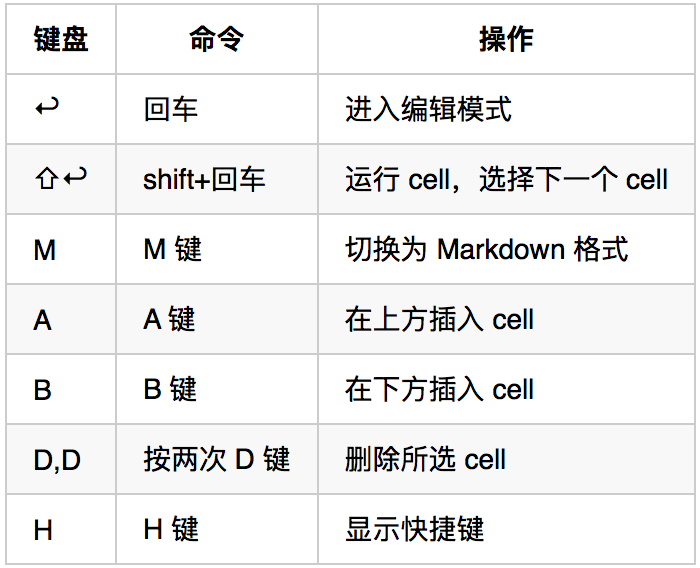 键盘 命令 操作
↩ 回车 进入编辑模式
⇧↩ shift+回车 运行 cell，选择下一个 cell
M M 键 切换为 Markdown 格式
A A 键 在上方插入 cell
B B 键 在下方插入 cell
D,D 按两次 D 键 删除所选 cell
H H 键 显示快捷键